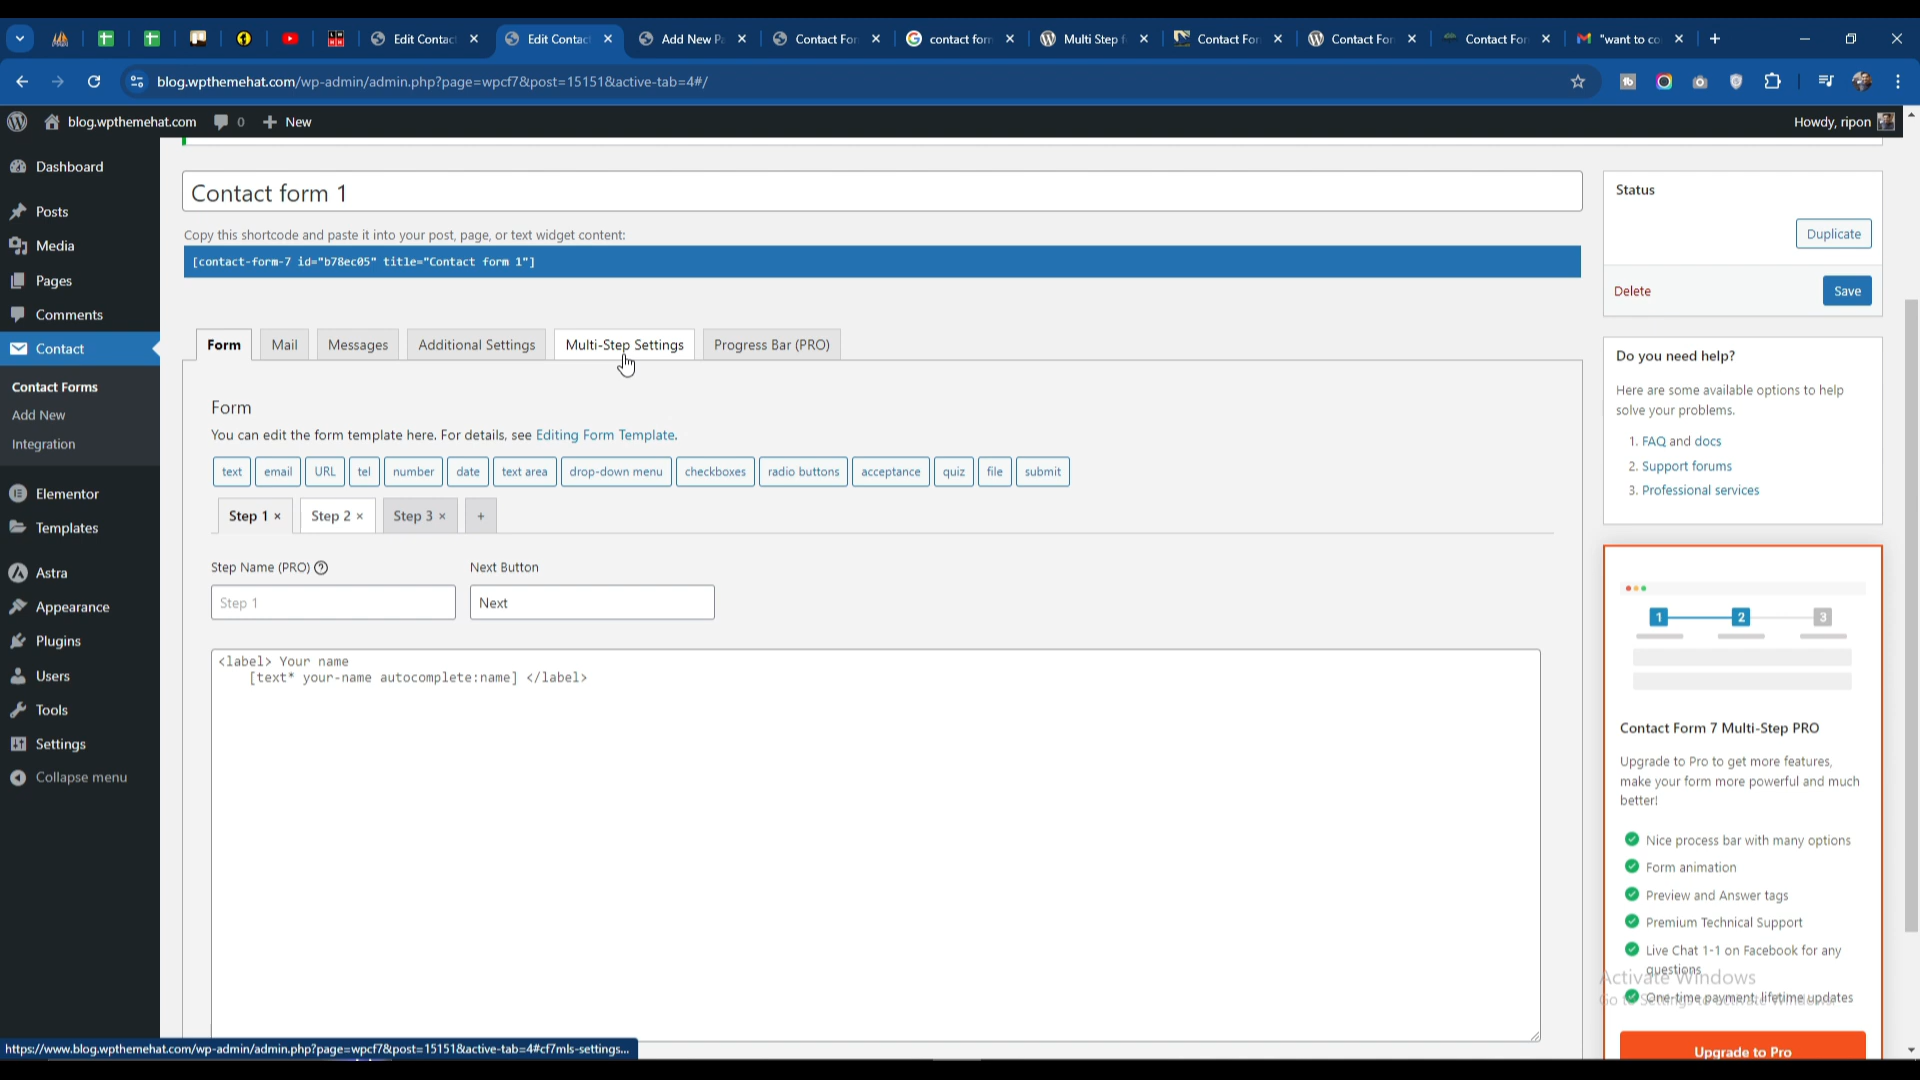 Edit Contac
Edit Contac
Add New P
Contact For
contact form
Multi Step f
Contact For
Contact For
Contact For
"want to co
blog.wpthemehat.com/wp-admin/admin.php?page=wpcf7&post=15151&active-tab=4#/
blog.wpthemehat.com
0
New
Howdy, ripon
Dashboard
Posts
Media
Pages
Comments
Contact
Contact Forms
Add New
Integration
Elementor
Templates
Astra
Appearance
Plugins
Users
Tools
Settings
Collapse menu
Contact form 1
Copy this shortcode and paste it into your post, page, or text widget content:
[contact-form-7 id="b78ec05" title="Contact form 1"]
Form
Mail
Messages
Additional Settings
Multi-Step Settings
Progress Bar (PRO)
Form
You can edit the form template here. For details, see Editing Form Template.
text
email
URL
tel
number
date
text area
drop-down menu
checkboxes
radio buttons
acceptance
quiz
file
submit
Step 1 ×
Step 2 ×
Step 3 ×
+
Step Name (PRO) ?
Next Button
Step 1
Next
<label> Your name
[text* your-name autocomplete:name] </label>
Status
Duplicate
Delete
Save
Do you need help?
Here are some available options to help
solve your problems.
1. FAQ and docs
2. Support forums
3. Professional services
1
2
3
Contact Form 7 Multi-Step PRO
Upgrade to Pro to get more features,
make your form more powerful and much
better!
Nice process bar with many options
Form animation
Preview and Answer tags
Premium Technical Support
Live Chat 1-1 on Facebook for any
questions
Activate Windows
One-time payment, lifetime updates
Go to Settings to activate Windows.
Upgrade to Pro
https://www.blog.wpthemehat.com/wp-admin/admin.php?page=wpcf7&post=15151&active-tab=4#cf7mls-settings...